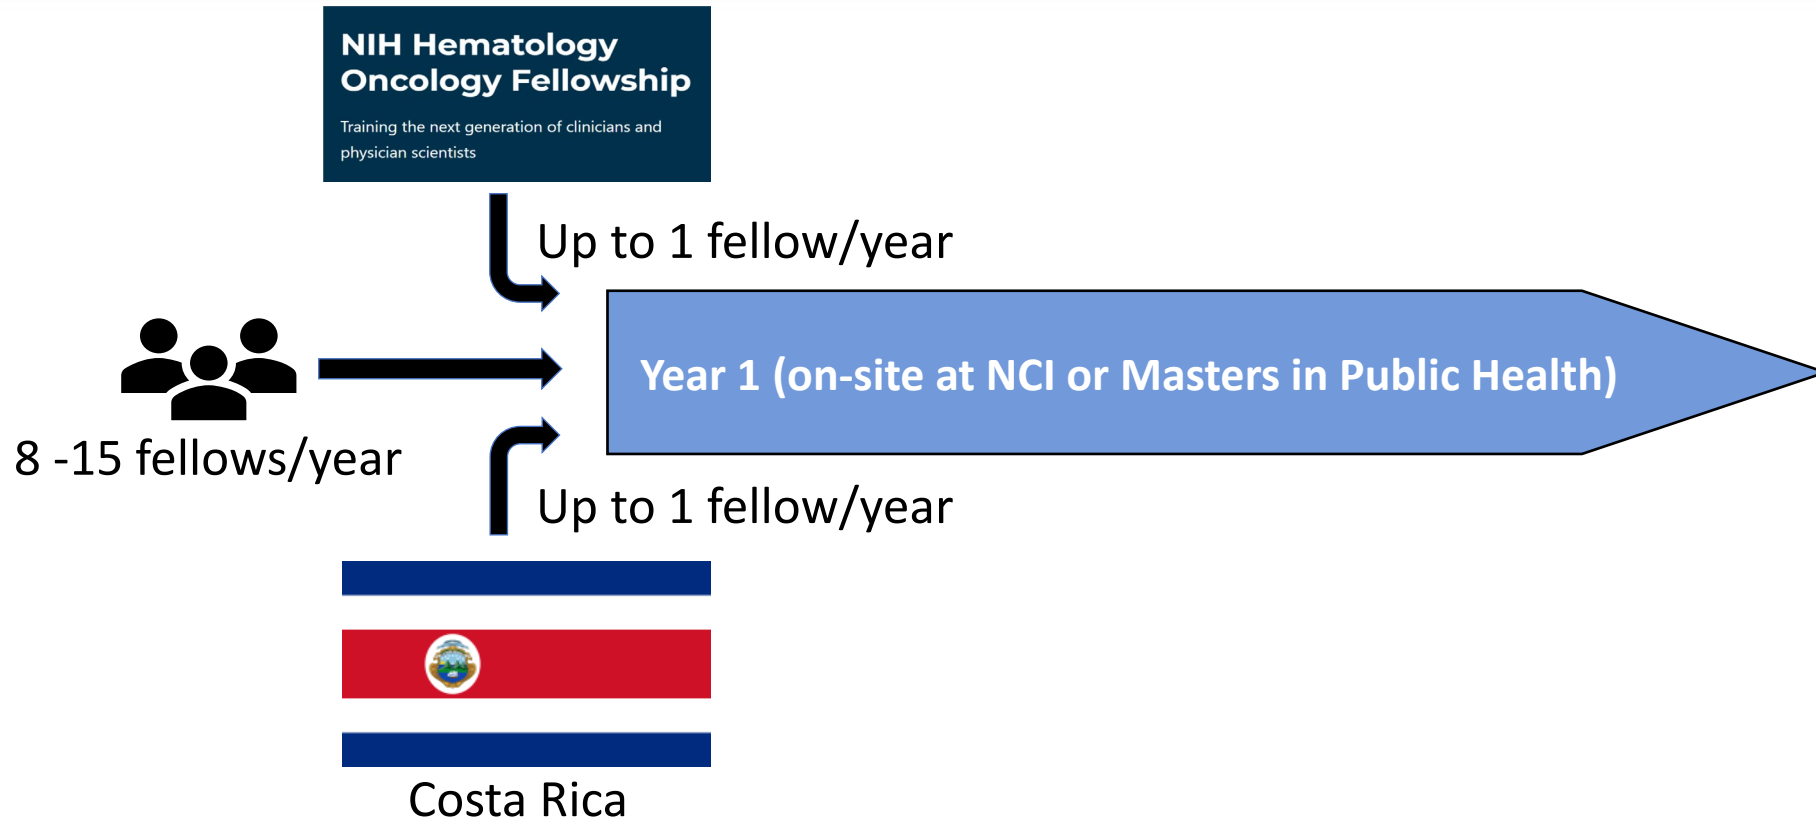 NIH Hematology
Oncology Fellowship
Training the next generation of clinicians and
physician scientists
Up to 1 fellow/year
Year 1 (on-site at NCI or Masters in Public Health)
8 -15 fellows/year
Up to 1 fellow/year
Costa Rica